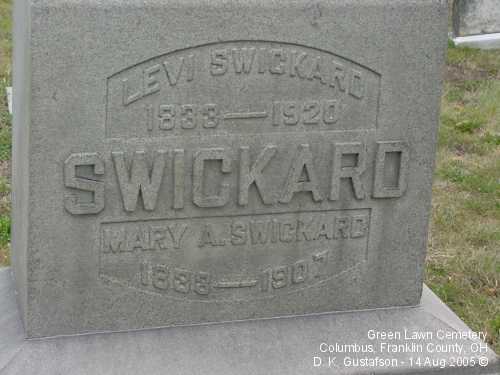 LEVI SWICKARD
1833—1920
SWICKARD
MARY A. SWICKARD
1838—1907
Green Lawn Cemetery
Columbus, Franklin County, OH
D. K. Gustafson - 14 Aug 2005 ©